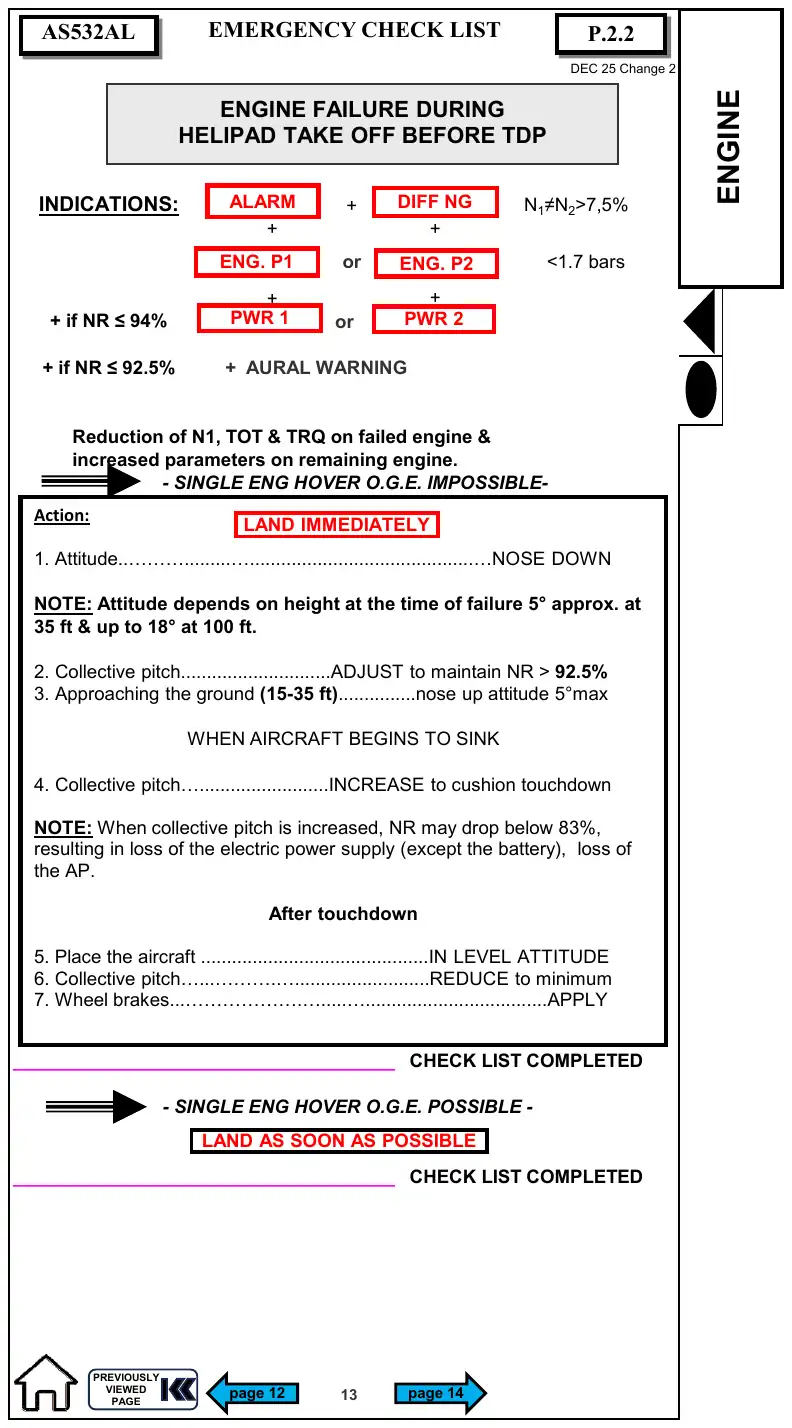 AS532AL
EMERGENCY CHECK LIST
P.2.2
DEC 25 Change 2
ENGINE
ENGINE FAILURE DURING
HELIPAD TAKE OFF BEFORE TDP
INDICATIONS: ALARM + DIFF NG N₁≠N₂>7,5%
+ +
ENG. P1 or ENG. P2 <1.7 bars
+ +
+ if NR ≤ 94% PWR 1 or PWR 2
+ if NR ≤ 92.5% + AURAL WARNING
Reduction of N1, TOT & TRQ on failed engine &
increased parameters on remaining engine.
- SINGLE ENG HOVER O.G.E. IMPOSSIBLE-
Action:
LAND IMMEDIATELY
1. Attitude..……….........…...........................................…NOSE DOWN
NOTE: Attitude depends on height at the time of failure 5° approx. at
35 ft & up to 18° at 100 ft.
2. Collective pitch.............................ADJUST to maintain NR > 92.5%
3. Approaching the ground (15-35 ft)...............nose up attitude 5°max
WHEN AIRCRAFT BEGINS TO SINK
4. Collective pitch….........................INCREASE to cushion touchdown
NOTE: When collective pitch is increased, NR may drop below 83%,
resulting in loss of the electric power supply (except the battery), loss of
the AP.
After touchdown
5. Place the aircraft ............................................IN LEVEL ATTITUDE
6. Collective pitch…..……….…..........................REDUCE to minimum
7. Wheel brakes..………………….…....…....................................APPLY
CHECK LIST COMPLETED
- SINGLE ENG HOVER O.G.E. POSSIBLE -
LAND AS SOON AS POSSIBLE
CHECK LIST COMPLETED
PREVIOUSLY
VIEWED
PAGE
page 12
13
page 14